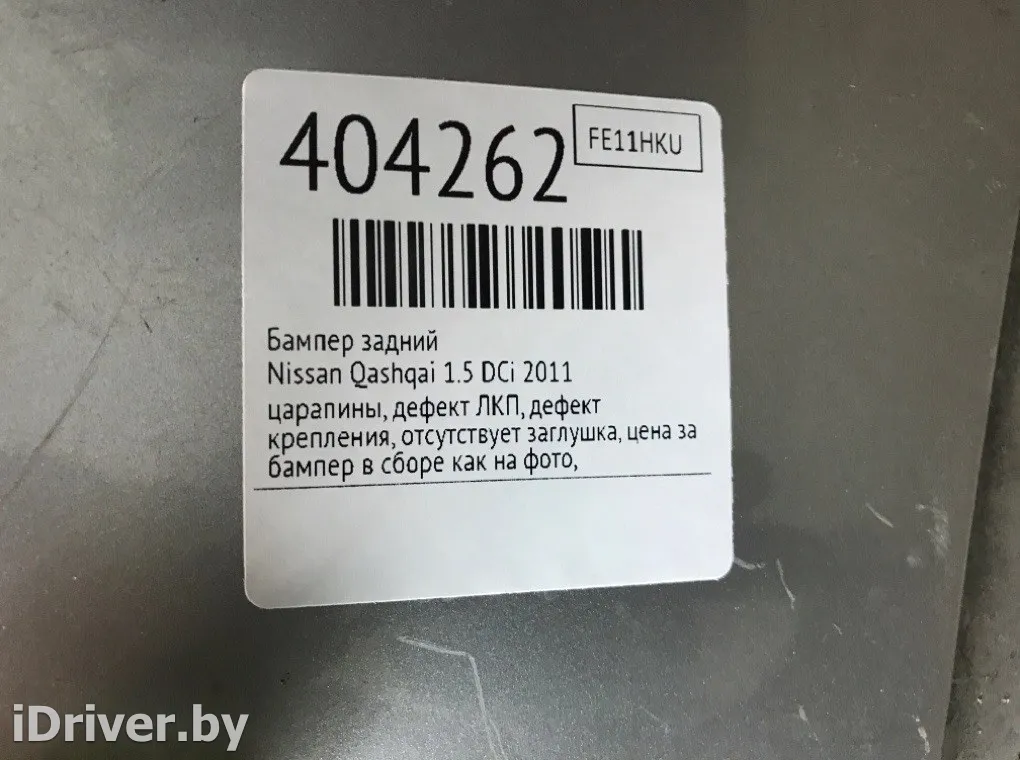 404262
FE11HKU
Бампер задний
Nissan Qashqai 1.5 DCi 2011
царапины, дефект ЛКП, дефект
крепления, отсутствует заглушка, цена за
бампер в сборе как на фото,
iDriver.by